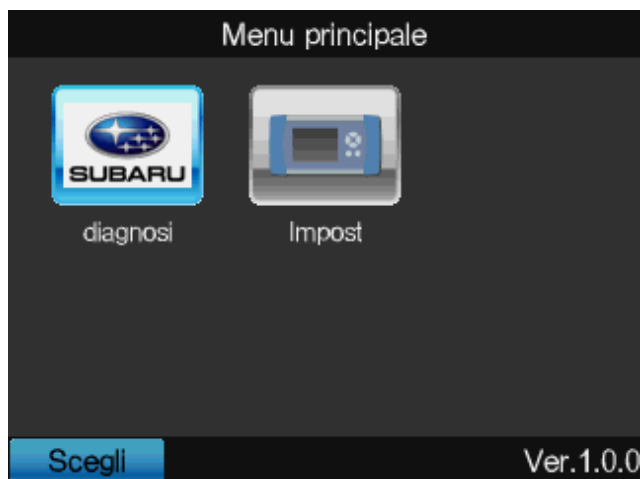 Menu principale
SUBARU
diagnosi
Impost
Scegli
Ver.1.0.0